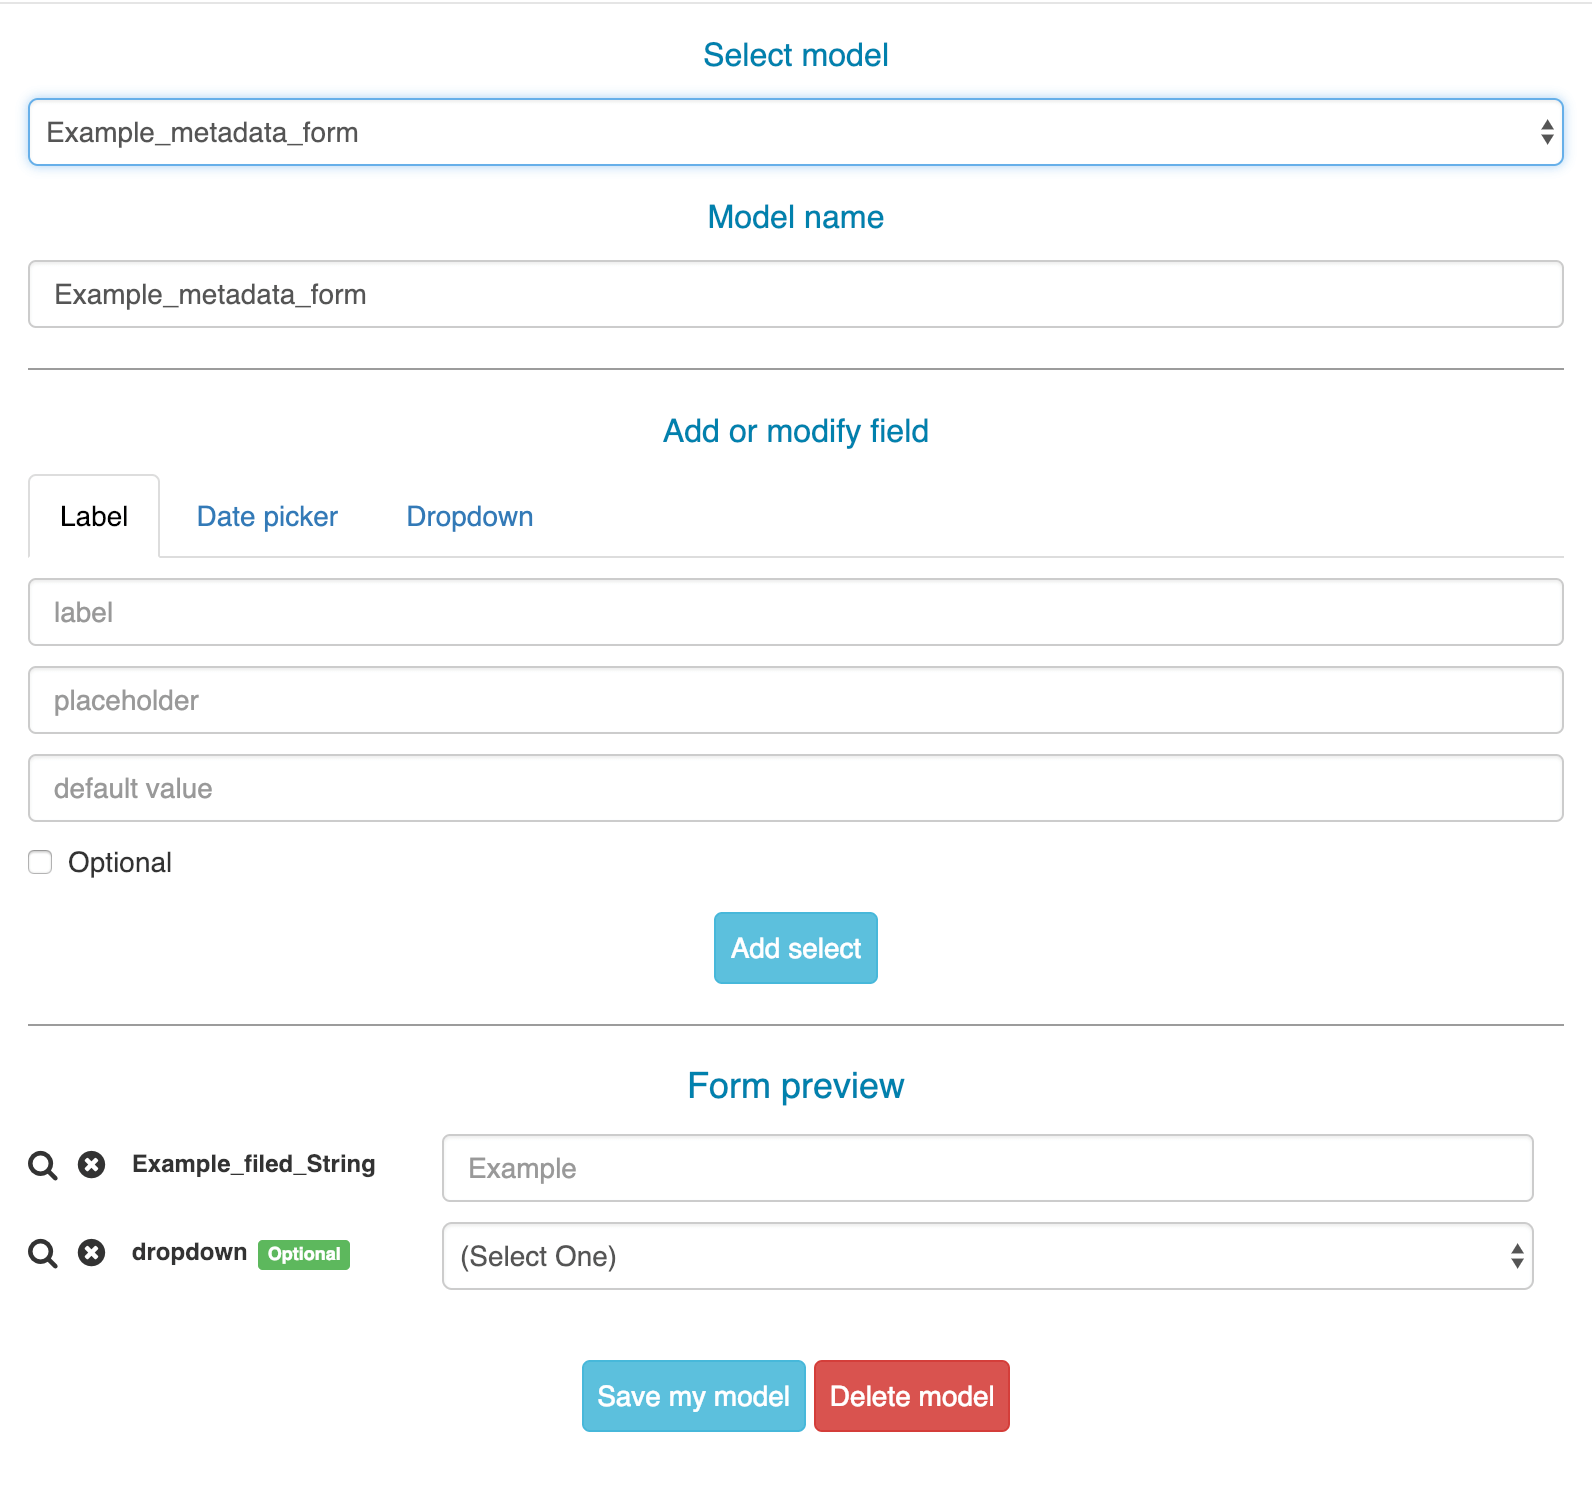 Select model
Example_metadata_form
Model name
Example_metadata_form
Add or modify field
Label Date picker Dropdown
label
placeholder
default value
Optional
Add select
Form preview
Example_filed_String Example
dropdown Optional (Select One)
Save my model Delete model